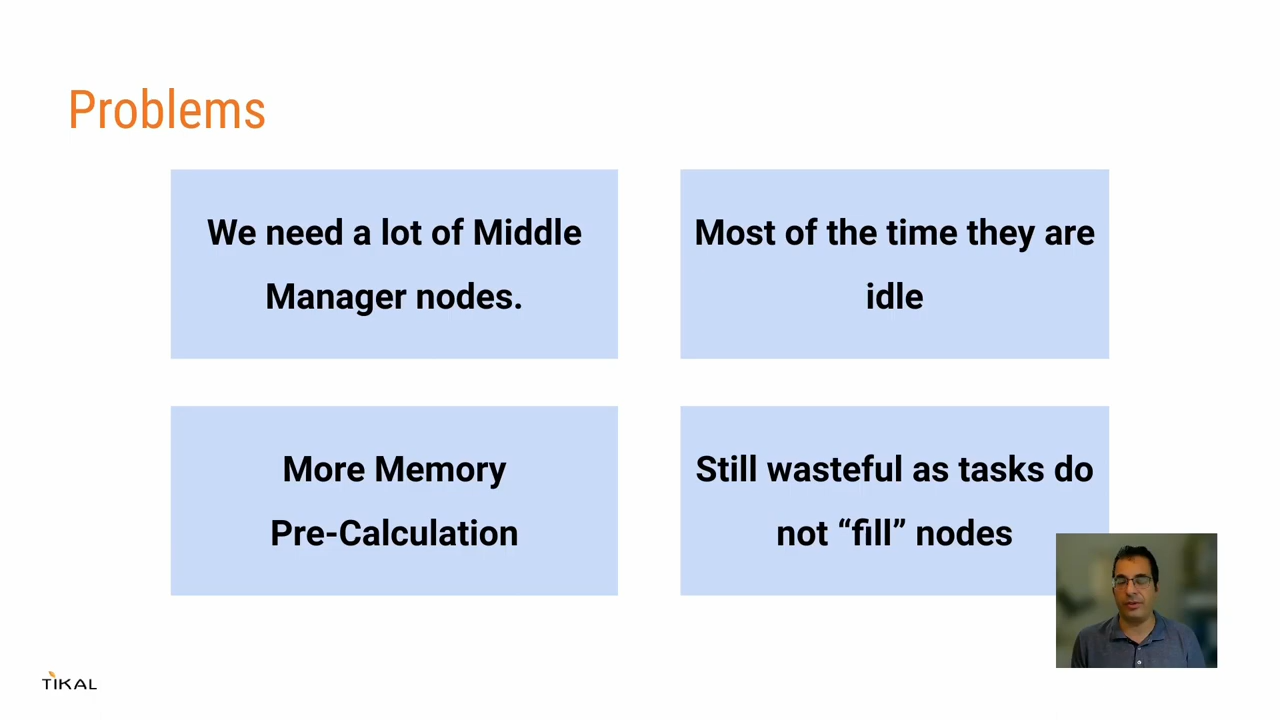 Problems
We need a lot of Middle
Manager nodes.
Most of the time they are
idle
More Memory
Pre-Calculation
Still wasteful as tasks do
not “fill” nodes
TIKAL